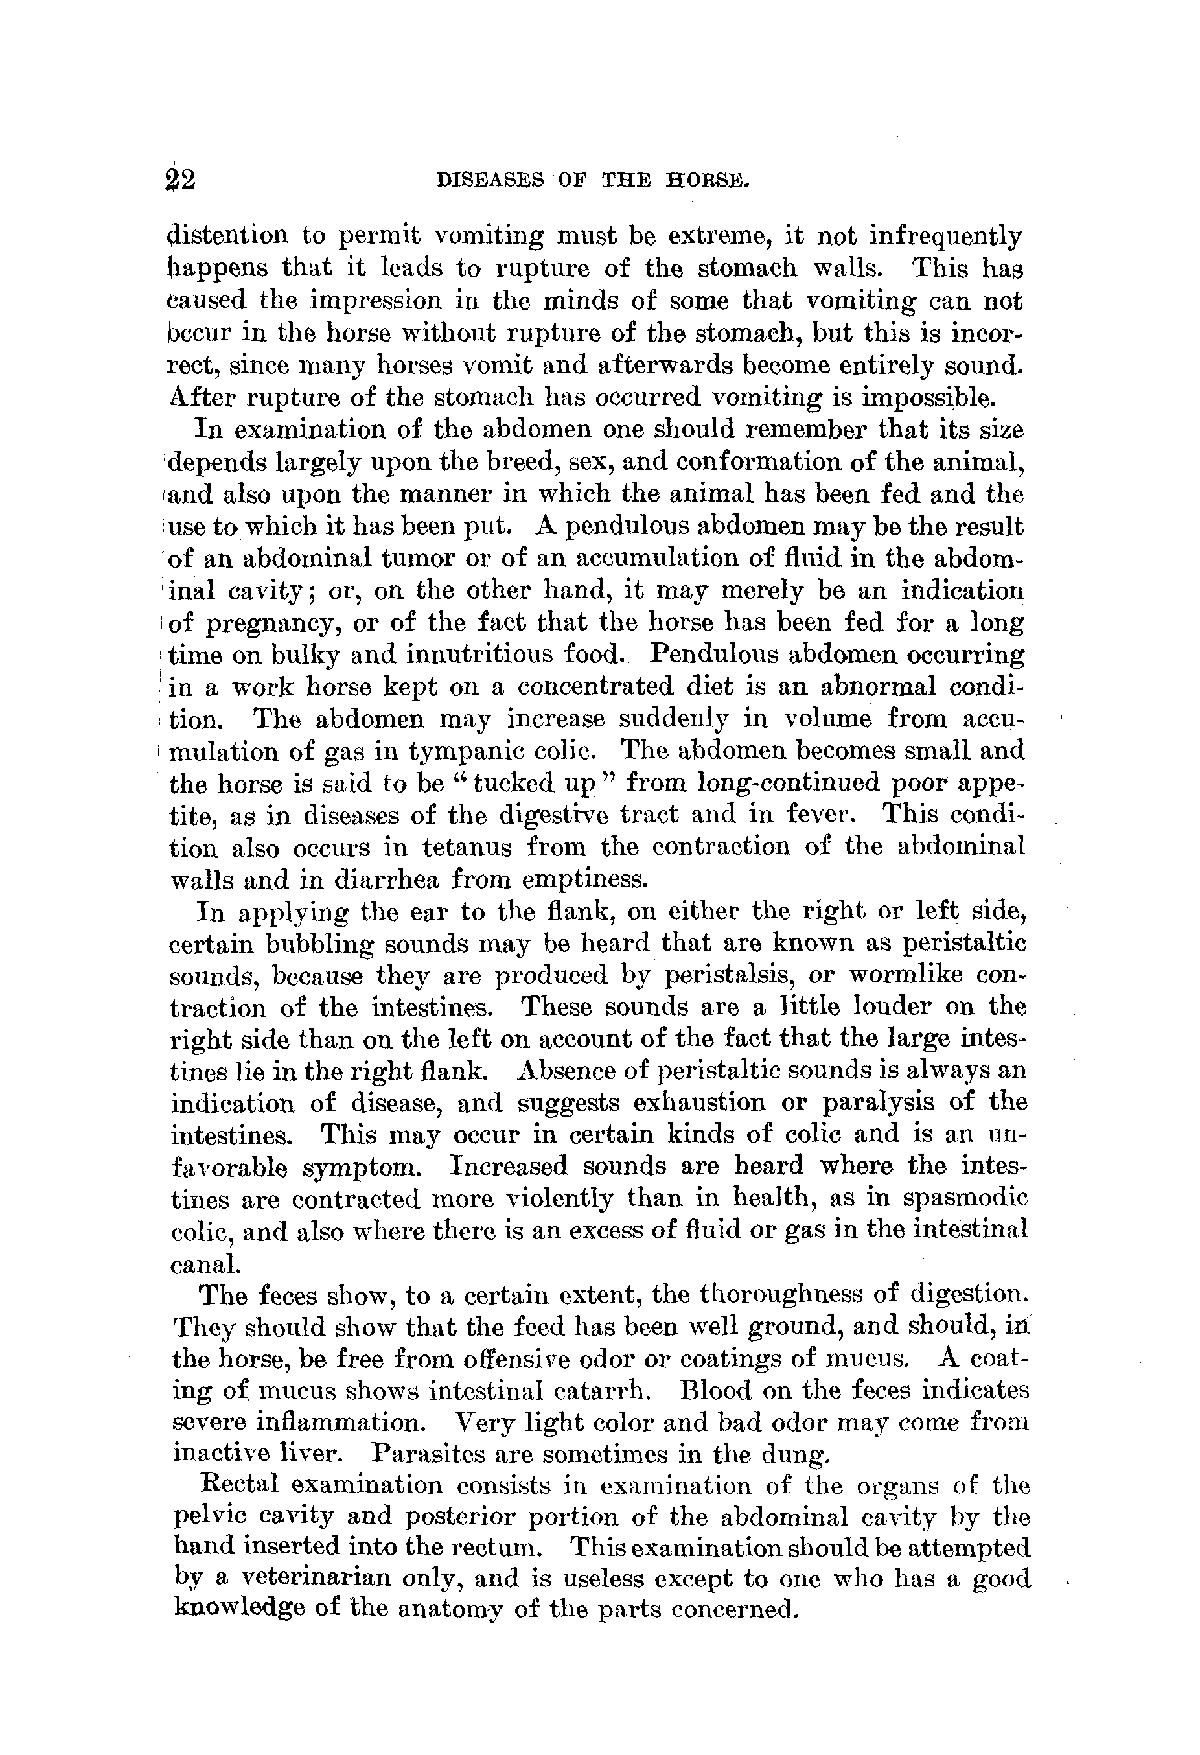 22 DISEASES OF THE HORSE.
distention to permit vomiting must be extreme, it not infrequently
happens that it leads to rupture of the stomach walls. This has
caused the impression in the minds of some that vomiting can not
occur in the horse without rupture of the stomach, but this is incor-
rect, since many horses vomit and afterwards become entirely sound.
After rupture of the stomach has occurred vomiting is impossible.
In examination of the abdomen one should remember that its size
depends largely upon the breed, sex, and conformation of the animal,
and also upon the manner in which the animal has been fed and the
use to which it has been put. A pendulous abdomen may be the result
of an abdominal tumor or of an accumulation of fluid in the abdom-
inal cavity; or, on the other hand, it may merely be an indication
of pregnancy, or of the fact that the horse has been fed for a long
time on bulky and innutritious food. Pendulous abdomen occurring
in a work horse kept on a concentrated diet is an abnormal condi-
tion. The abdomen may increase suddenly in volume from accu-
mulation of gas in tympanic colic. The abdomen becomes small and
the horse is said to be "tucked up" from long-continued poor appe-
tite, as in diseases of the digestive tract and in fever. This condi-
tion also occurs in tetanus from the contraction of the abdominal
walls and in diarrhea from emptiness.
In applying the ear to the flank, on either the right or left side,
certain bubbling sounds may be heard that are known as peristaltic
sounds, because they are produced by peristalsis, or wormlike con-
traction of the intestines. These sounds are a little louder on the
right side than on the left on account of the fact that the large intes-
tines lie in the right flank. Absence of peristaltic sounds is always an
indication of disease, and suggests exhaustion or paralysis of the
intestines. This may occur in certain kinds of colic and is an un-
favorable symptom. Increased sounds are heard where the intes-
tines are contracted more violently than in health, as in spasmodic
colic, and also where there is an excess of fluid or gas in the intestinal
canal.
The feces show, to a certain extent, the thoroughness of digestion.
They should show that the feed has been well ground, and should, in
the horse, be free from offensive odor or coatings of mucus. A coat-
ing of mucus shows intestinal catarrh. Blood on the feces indicates
severe inflammation. Very light color and bad odor may come from
inactive liver. Parasites are sometimes in the dung.
Rectal examination consists in examination of the organs of the
pelvic cavity and posterior portion of the abdominal cavity by the
hand inserted into the rectum. This examination should be attempted
by a veterinarian only, and is useless except to one who has a good
knowledge of the anatomy of the parts concerned.